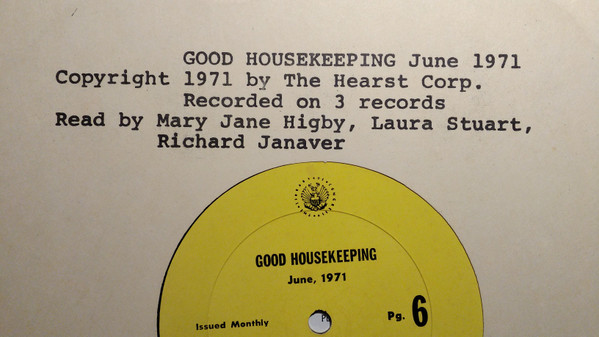 GOOD HOUSEKEEPING June 1971
Copyright 1971 by The Hearst Corp.
Recorded on 3 records
Read by Mary Jane Higby, Laura Stuart,
Richard Janaver
GOOD HOUSEKEEPING
June, 1971
Issued Monthly
Pg. 6